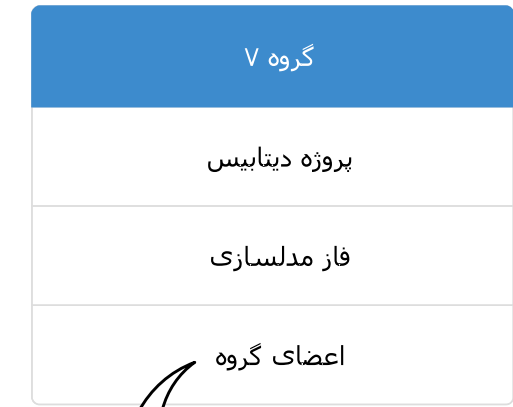 گروه ۷
پروژه دیتابیس
فاز مدلسازی
اعضای گروه